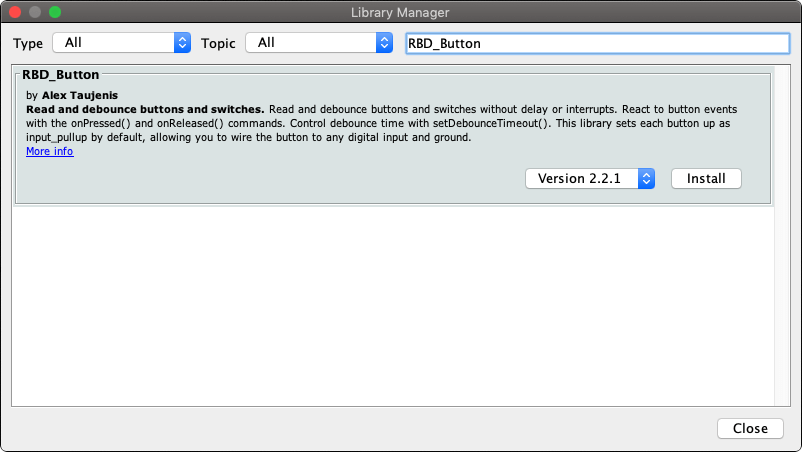 Library Manager
Type All Topic All RBD_Button
RBD_Button
by Alex Taujenis
Read and debounce buttons and switches. Read and debounce buttons and switches without delay or interrupts. React to button events
with the onPressed() and onReleased() commands. Control debounce time with setDebounceTimeout(). This library sets each button up as
input_pullup by default, allowing you to wire the button to any digital input and ground.
More info
Version 2.2.1 Install
Close